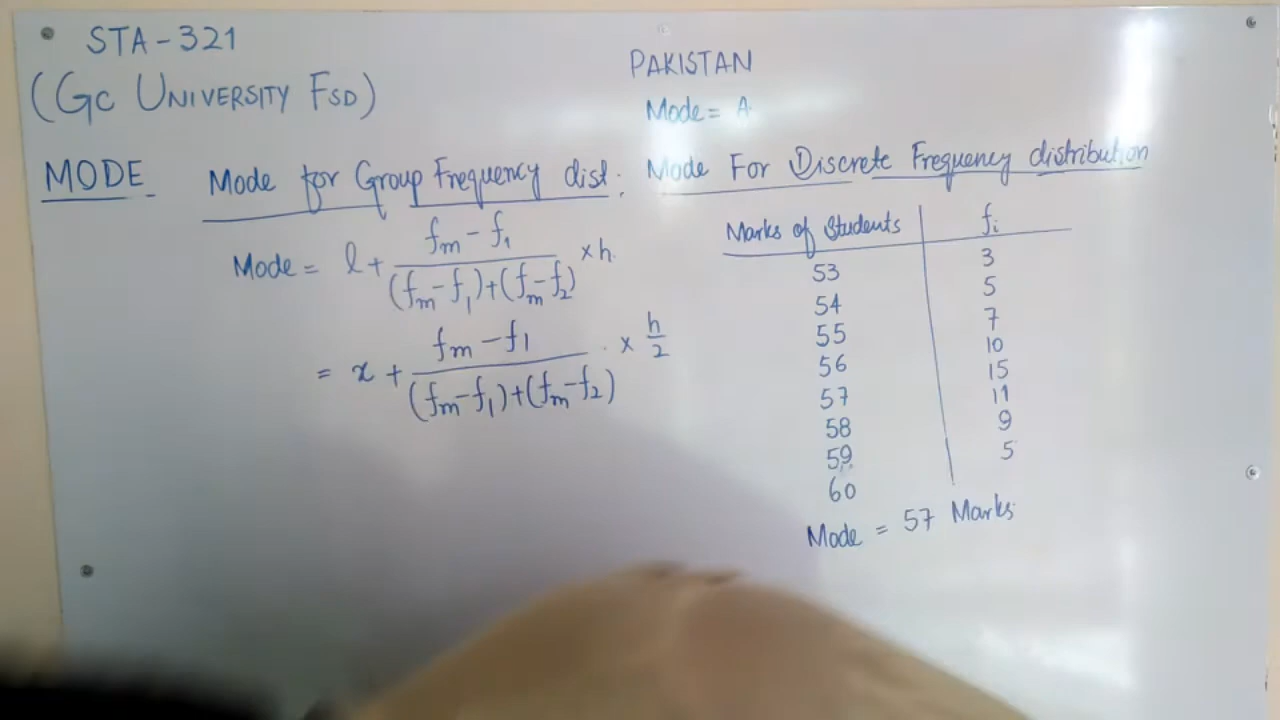 STA-321
(GC UNIVERSITY FSD)
PAKISTAN
Mode = A
MODE
Mode for Group Frequency dist:
Mode = l + (fm - f1) / ((fm - f1) + (fm - f2)) × h
= x + (fm - f1) / ((fm - f1) + (fm - f2)) × h/2
Mode For Discrete Frequency distribution
Marks of Students fi
53 3
54 5
55 7
56 10
57 15
58 11
59 9
60 5
Mode = 57 Marks